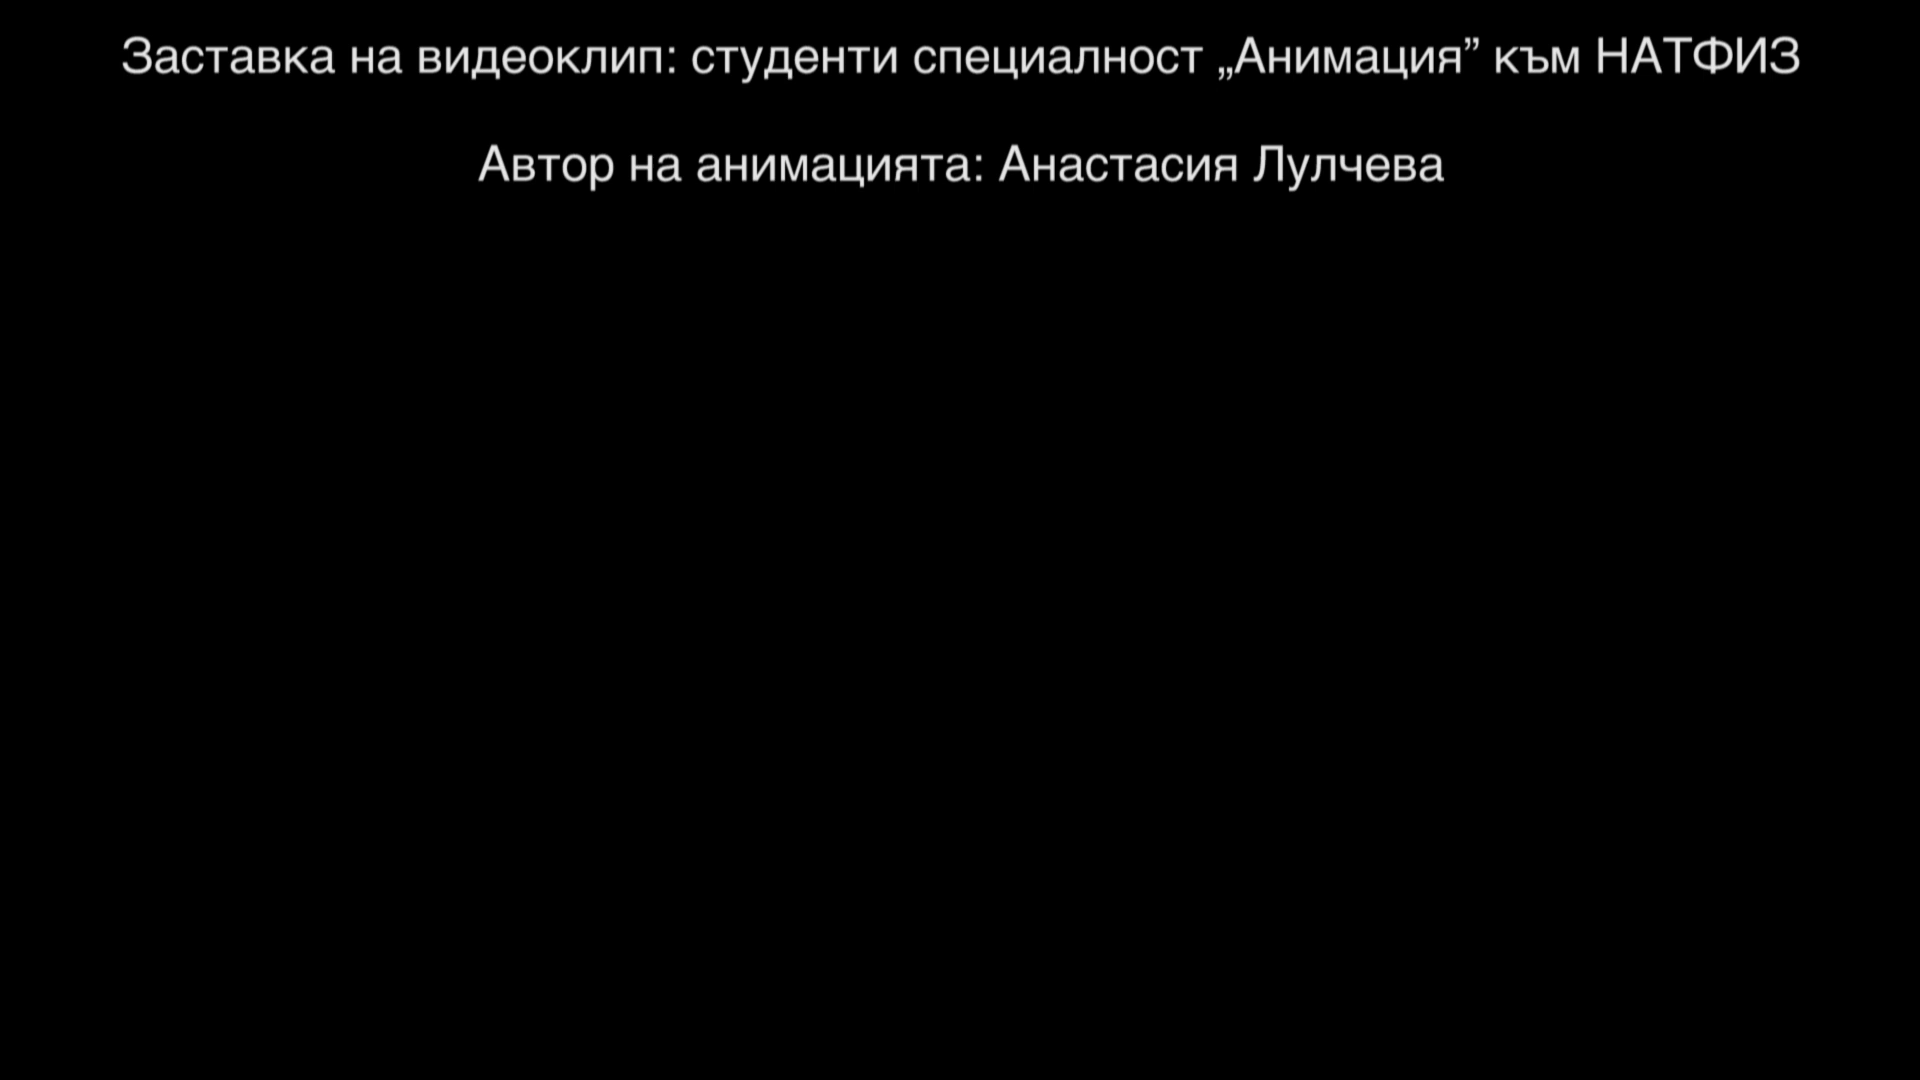 Заставка на видеоклип: студенти специалност „Анимация” към НАТФИЗ
Автор на анимацията: Анастасия Лулчева